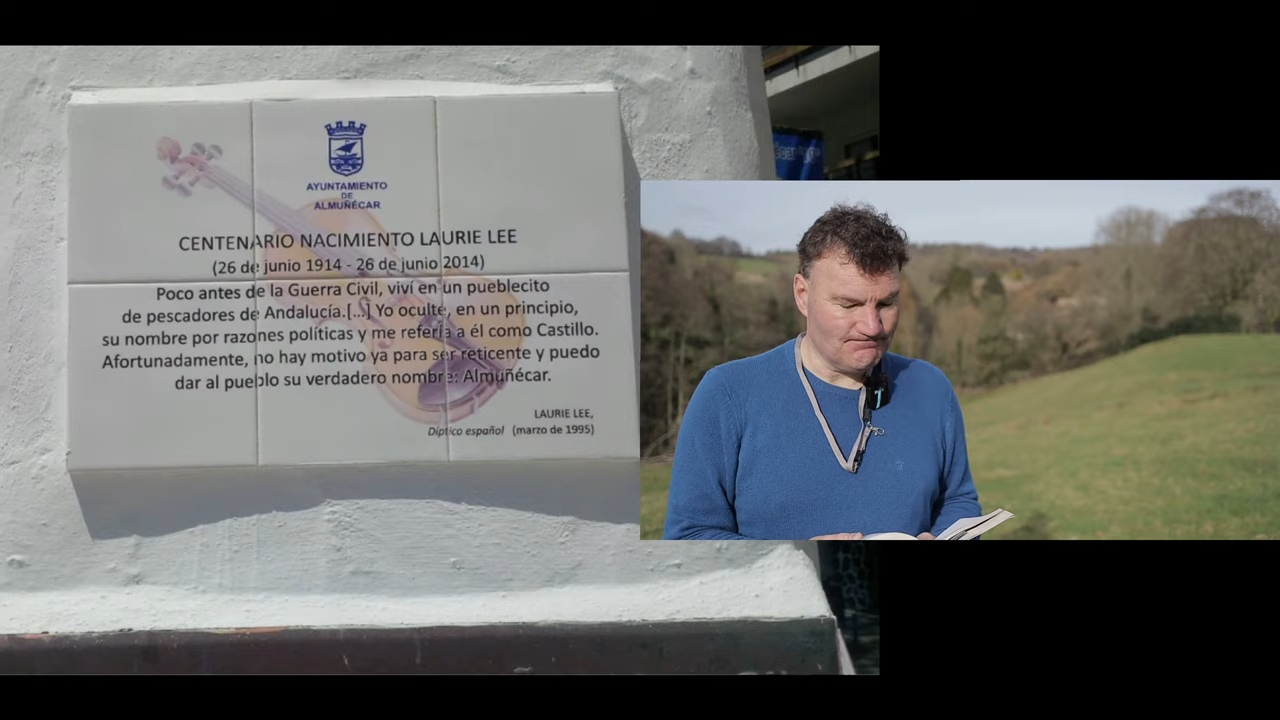 AYUNTAMIENTO
DE
ALMUÑÉCAR
CENTENARIO NACIMIENTO LAURIE LEE
(26 de junio 1914 - 26 de junio 2014)
Poco antes de la Guerra Civil, viví en un pueblecito
de pescadores de Andalucía.[...] Yo oculte, en un principio,
su nombre por razones políticas y me refería a él como Castillo.
Afortunadamente, no hay motivo ya para ser reticente y puedo
dar al pueblo su verdadero nombre: Almuñécar.
LAURIE LEE,
Díptico español (marzo de 1995)